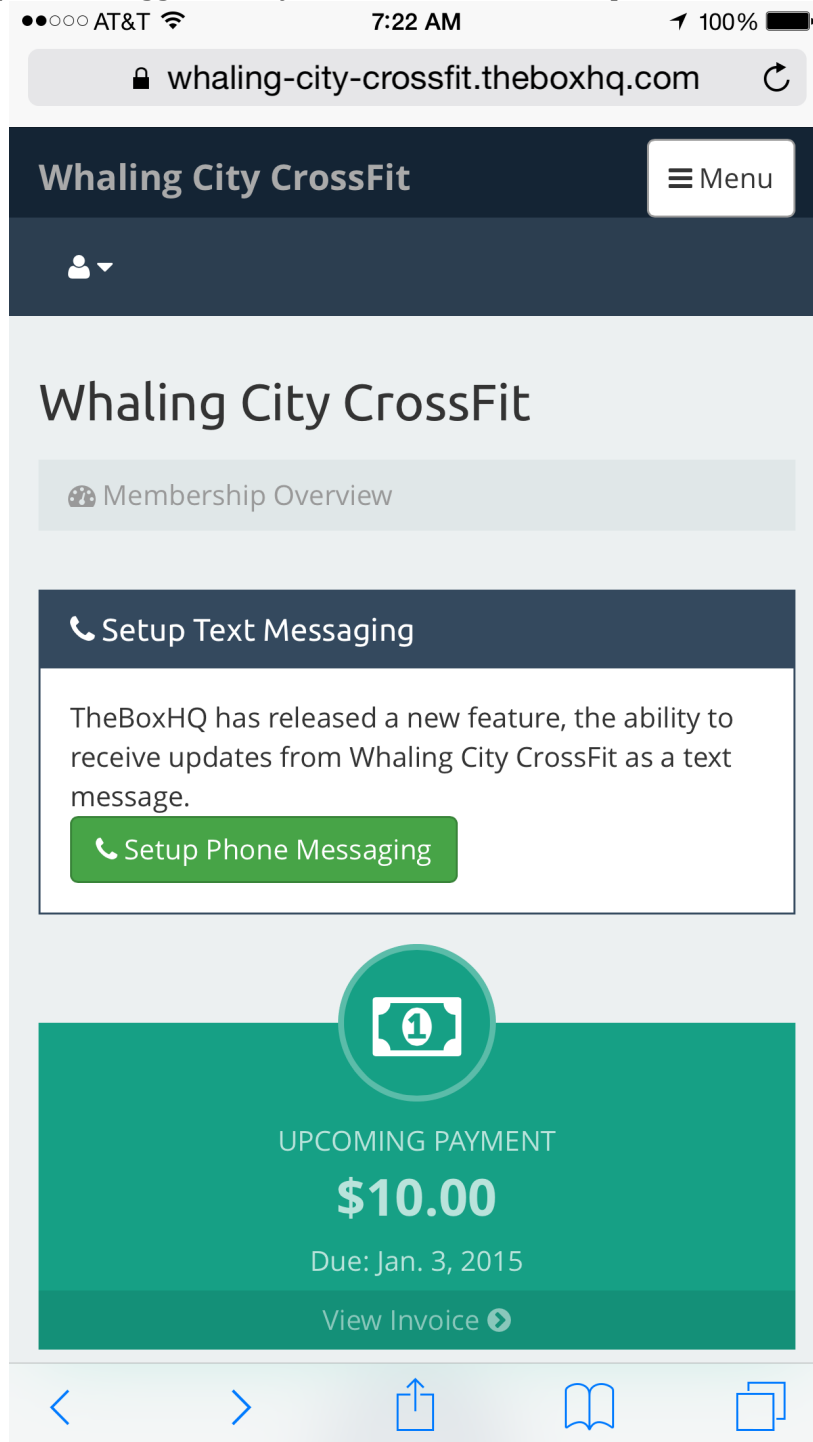 AT&T 7:22 AM 100%
whaling-city-crossfit.theboxhq.com
Whaling City CrossFit Menu
Whaling City CrossFit
Membership Overview
Setup Text Messaging
TheBoxHQ has released a new feature, the ability to
receive updates from Whaling City CrossFit as a text
message.
Setup Phone Messaging
1
UPCOMING PAYMENT
$10.00
Due: Jan. 3, 2015
View Invoice